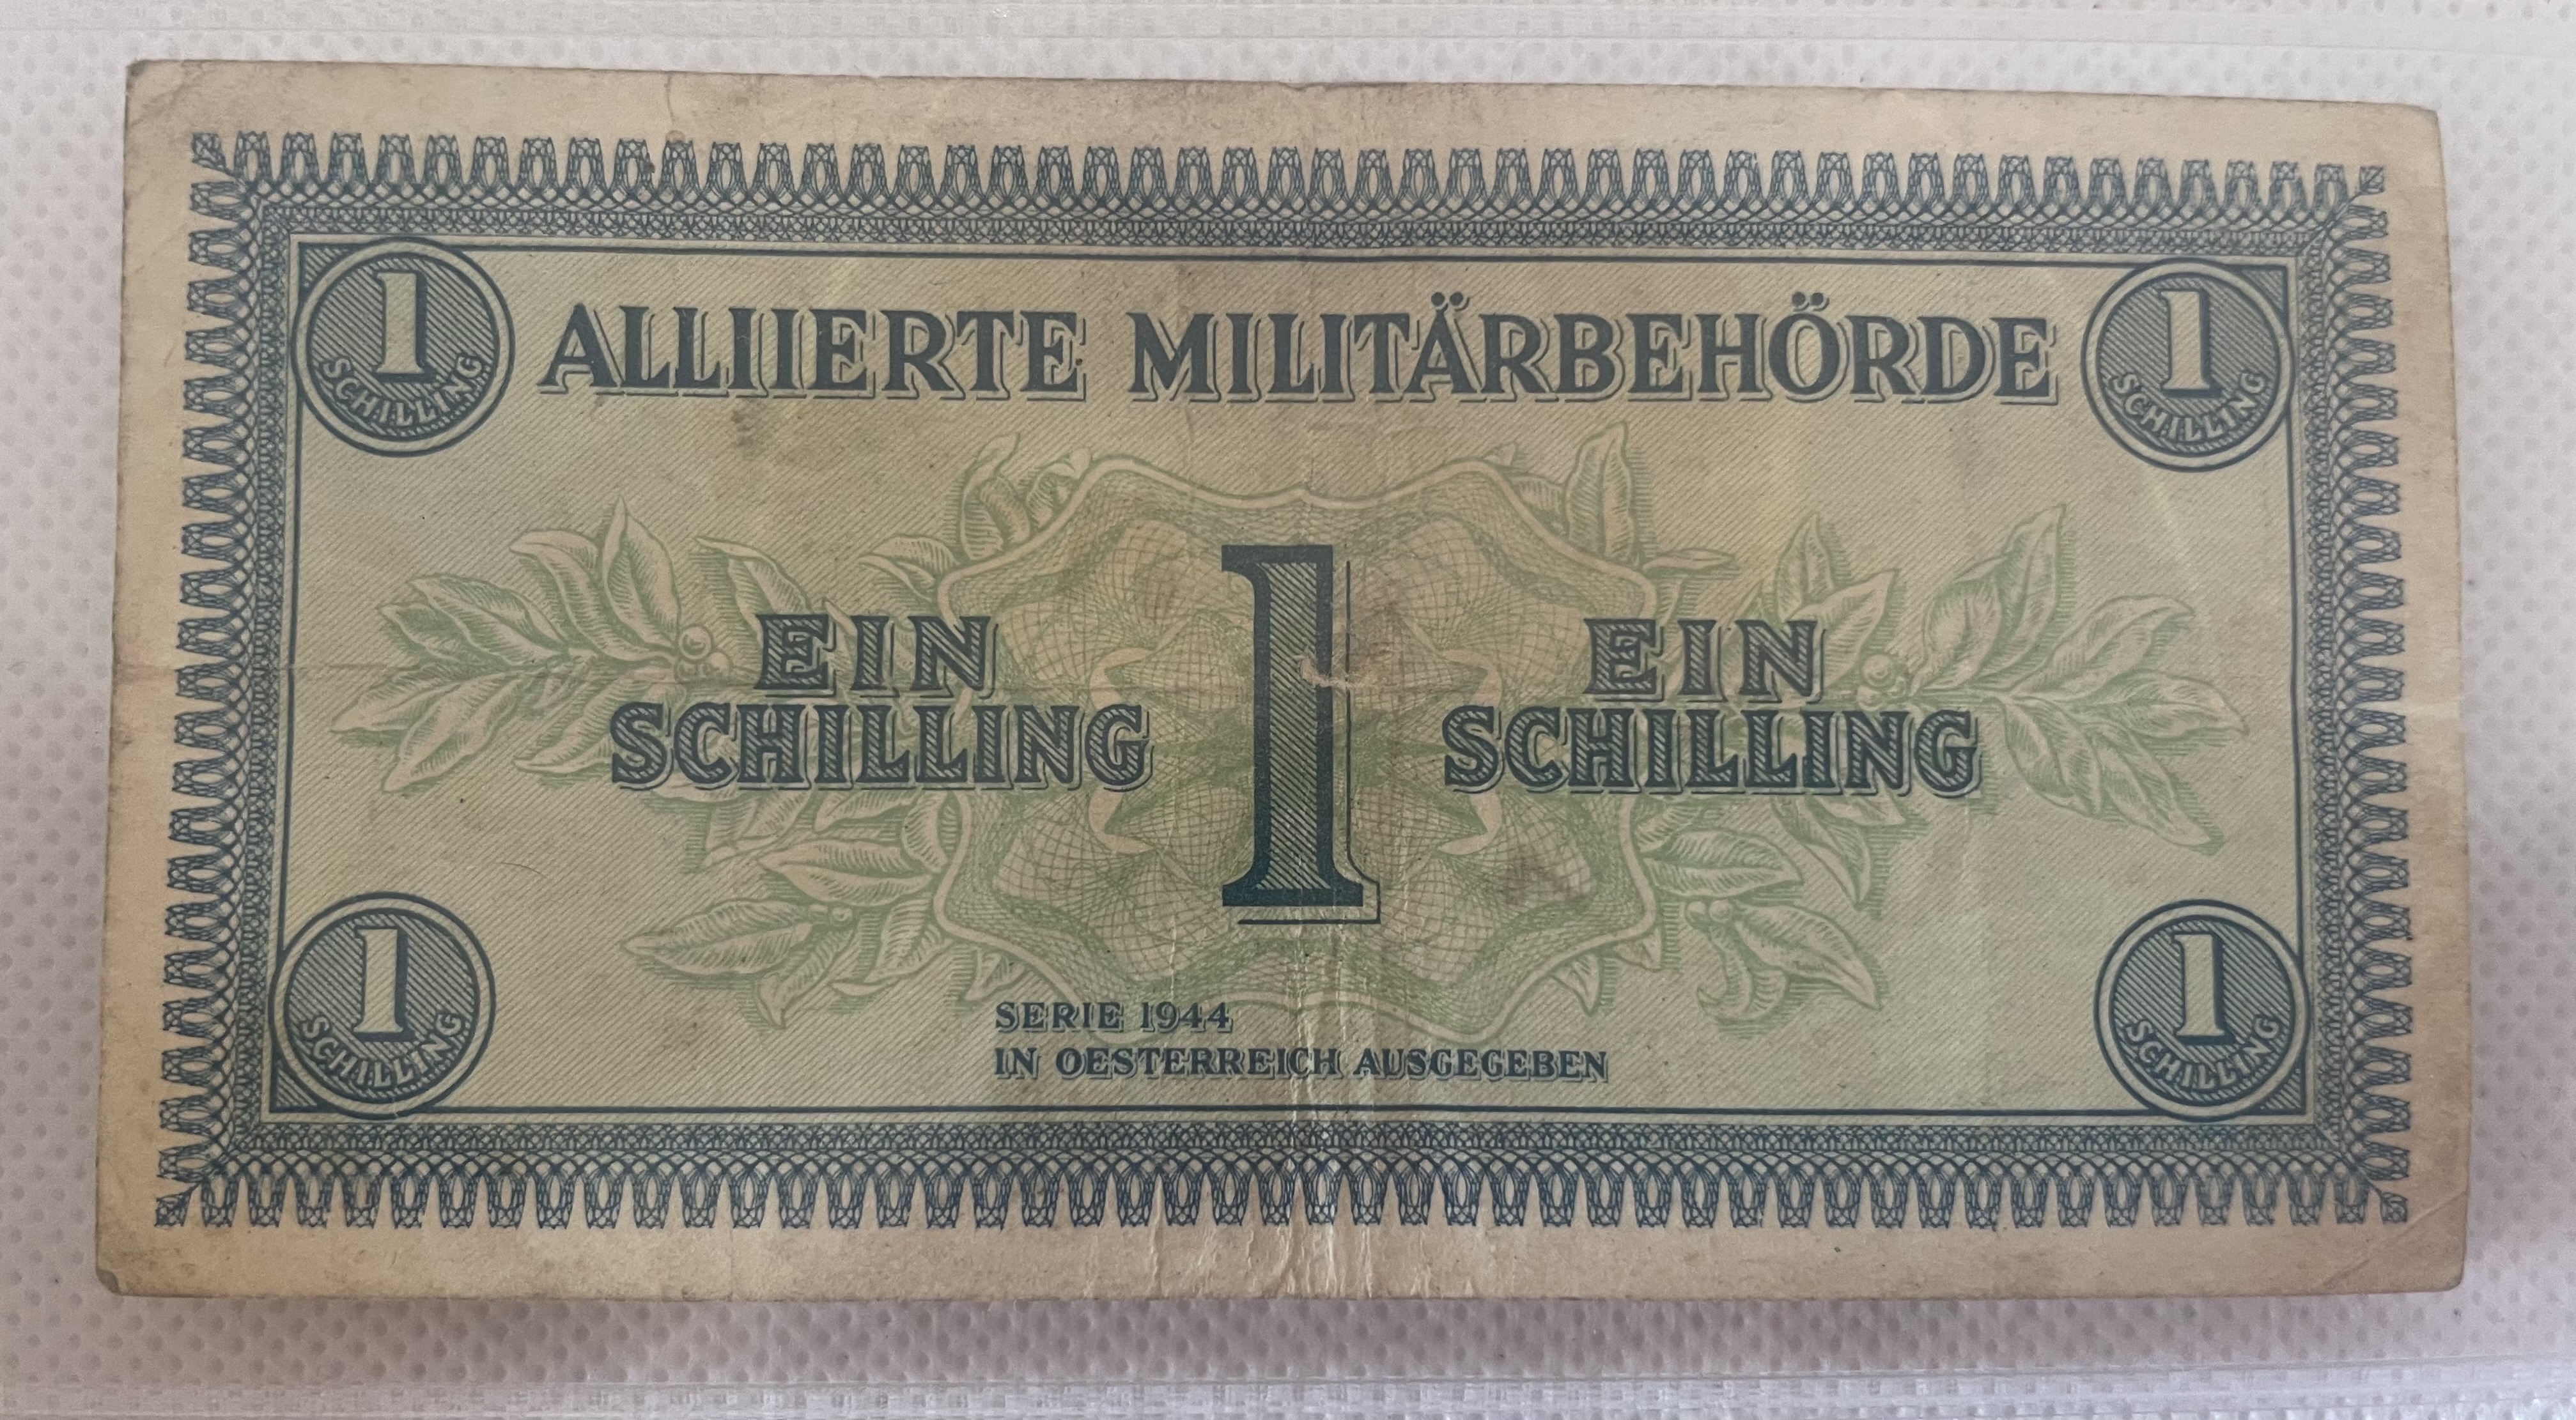 1 SCHILLING
ALLIIERTE MILITÄRBEHÖRDE
1 SCHILLING
EIN
SCHILLING
1
EIN
SCHILLING
1 SCHILLING
SERIE 1944
IN OESTERREICH AUSGEGEBEN
1 SCHILLING